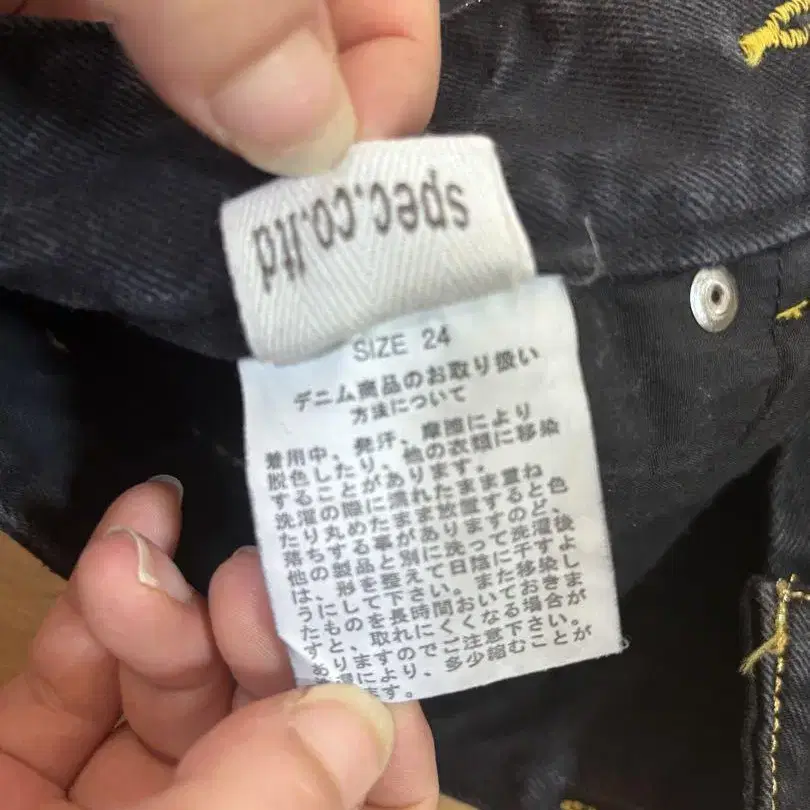 spec.co.ltd
SIZE 24
デニム商品のお取り扱い
方法について
着用中、発汗、摩擦により
脱色したり、他の衣類に移染
することがあります。
洗濯の際に濡れたまま重ね
たり丸めたまま放置すると色
落ちする事がありますので、
他の製品と別に洗って洗濯後
は、形を整えて日陰に干すよ
うにして下さい。また移染し
たものを長時間おいておきま
すと、取れにくくなる場合が
ありますのでご注意下さい。
濯により、多少縮むことが
ます。